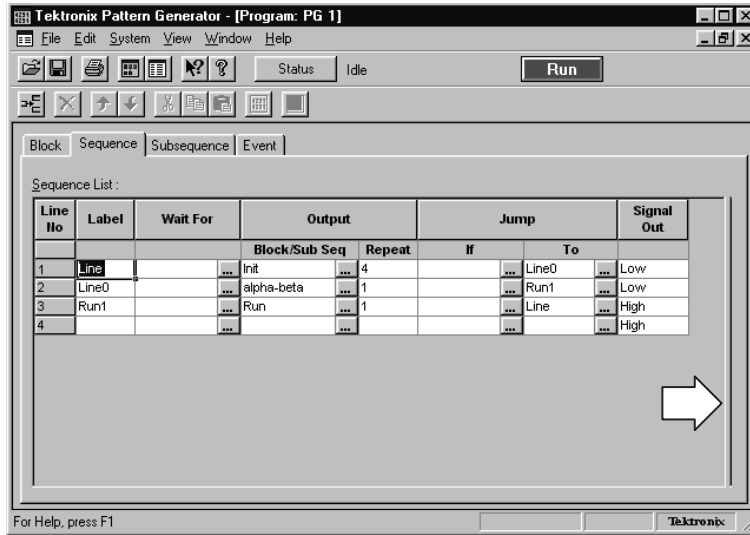 Tektronix Pattern Generator - [Program: PG 1]
File Edit System View Window Help
Status Idle Run
Block Sequence Subsequence Event
Sequence List :
Line No Label Wait For Output Jump Signal Out
Block/Sub Seq Repeat If To
1 Line ... Init ... 4 ... Line0 ... Low
2 Line0 ... alpha-beta ... 1 ... Run1 ... Low
3 Run1 ... Run ... 1 ... Line ... High
4 ... ... ... ... High
For Help, press F1 Tektronix